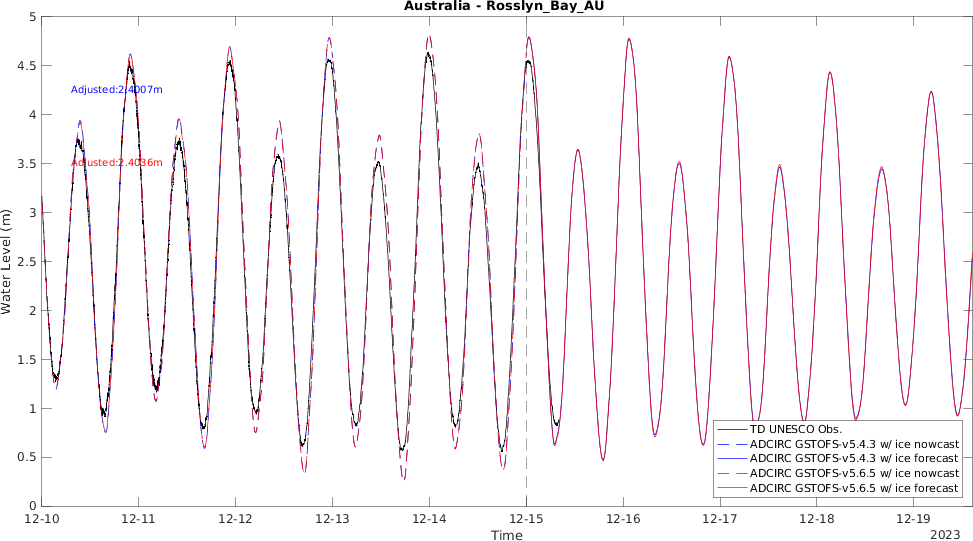 Australia - Rosslyn_Bay_AU
5
4.5
4
3.5
3
2.5
2
1.5
1
0.5
0
Water Level (m)
Adjusted:2.4007m
Adjusted:2.4036m
TD UNESCO Obs.
ADCIRC GSTOFS-v5.4.3 w/ ice nowcast
ADCIRC GSTOFS-v5.4.3 w/ ice forecast
ADCIRC GSTOFS-v5.6.5 w/ ice nowcast
ADCIRC GSTOFS-v5.6.5 w/ ice forecast
12-10 12-11 12-12 12-13 12-14 12-15 12-16 12-17 12-18 12-19
Time
2023